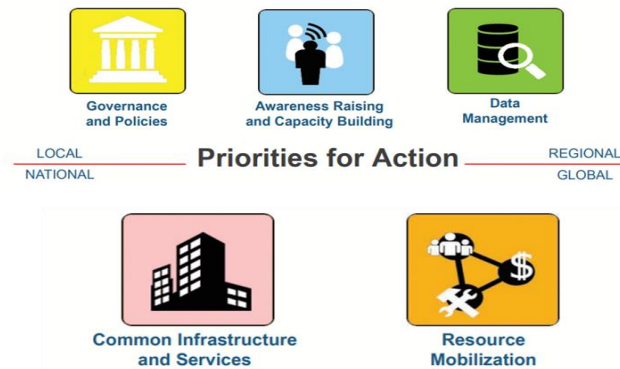 Governance
and Policies
Awareness Raising
and Capacity Building
Data
Management
LOCAL
NATIONAL
Priorities for Action
REGIONAL
GLOBAL
$
Common Infrastructure
and Services
Resource
Mobilization